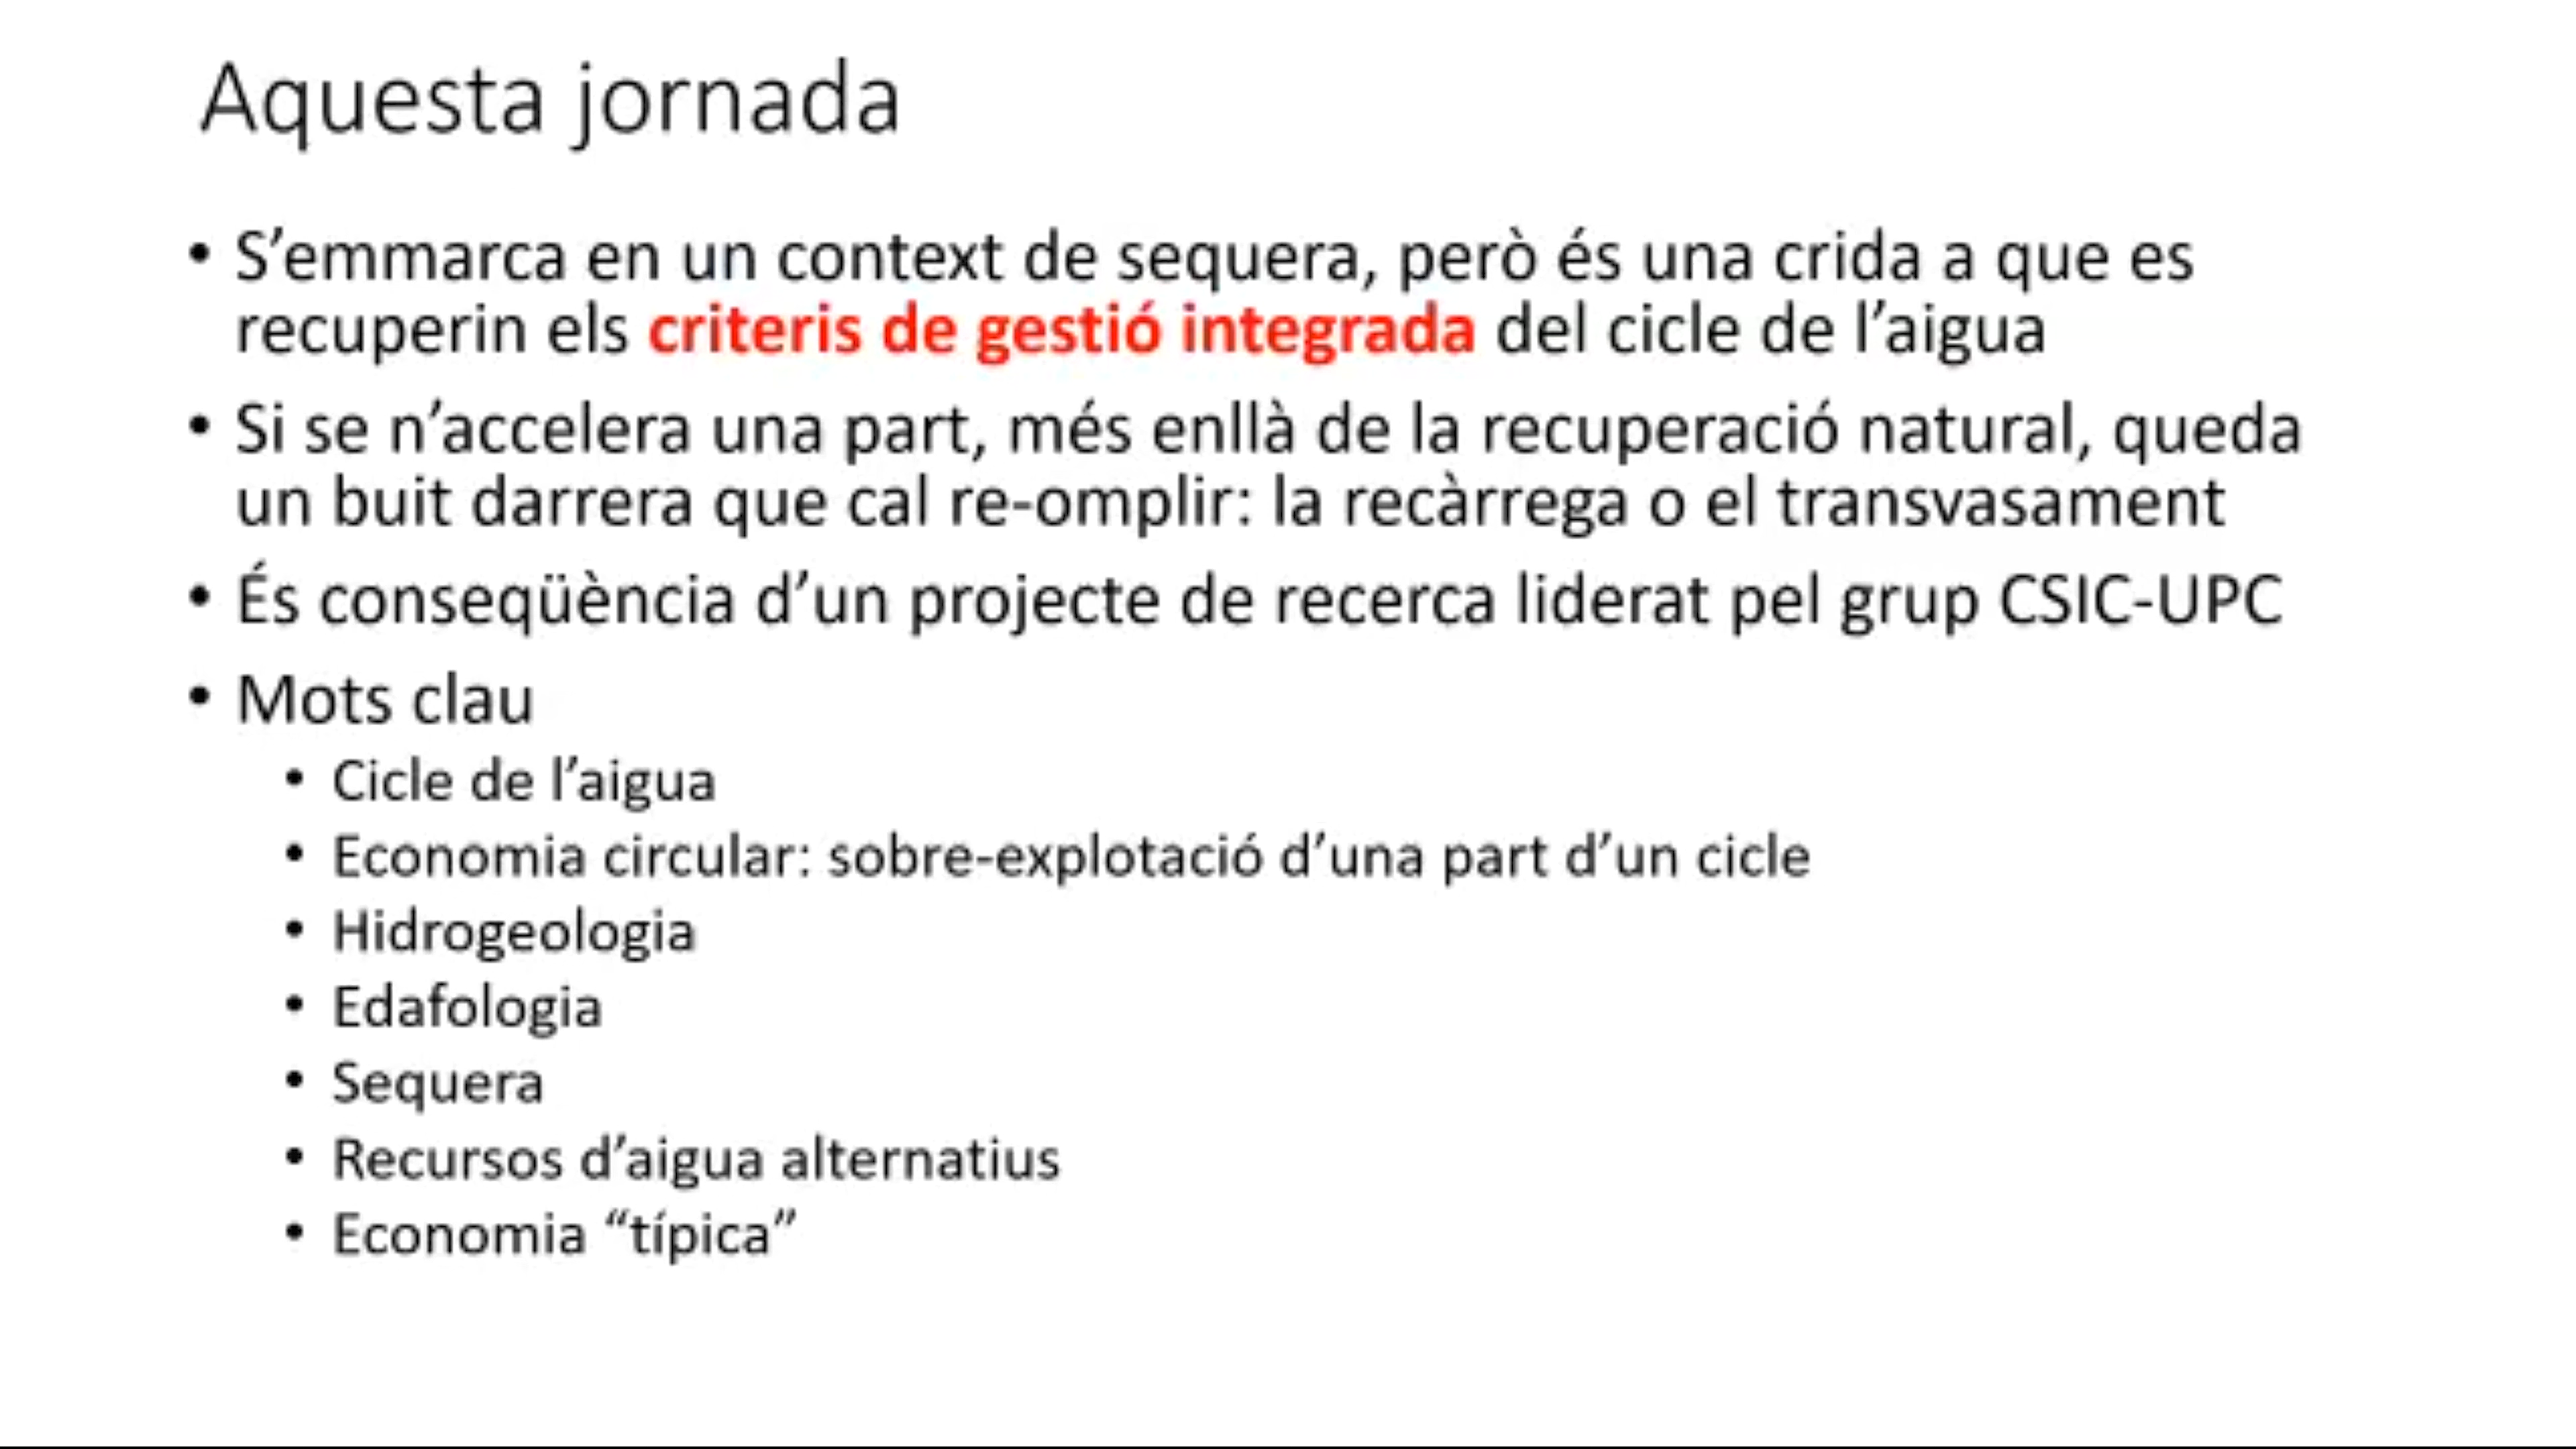 Aquesta jornada
• S’emmarca en un context de sequera, però és una crida a que es
recuperin els criteris de gestió integrada del cicle de l’aigua
• Si se n’accelera una part, més enllà de la recuperació natural, queda
un buit darrera que cal re-omplir: la recàrrega o el transvasament
• És conseqüència d’un projecte de recerca liderat pel grup CSIC-UPC
• Mots clau
• Cicle de l’aigua
• Economia circular: sobre-explotació d’una part d’un cicle
• Hidrogeologia
• Edafologia
• Sequera
• Recursos d’aigua alternatius
• Economia “típica”